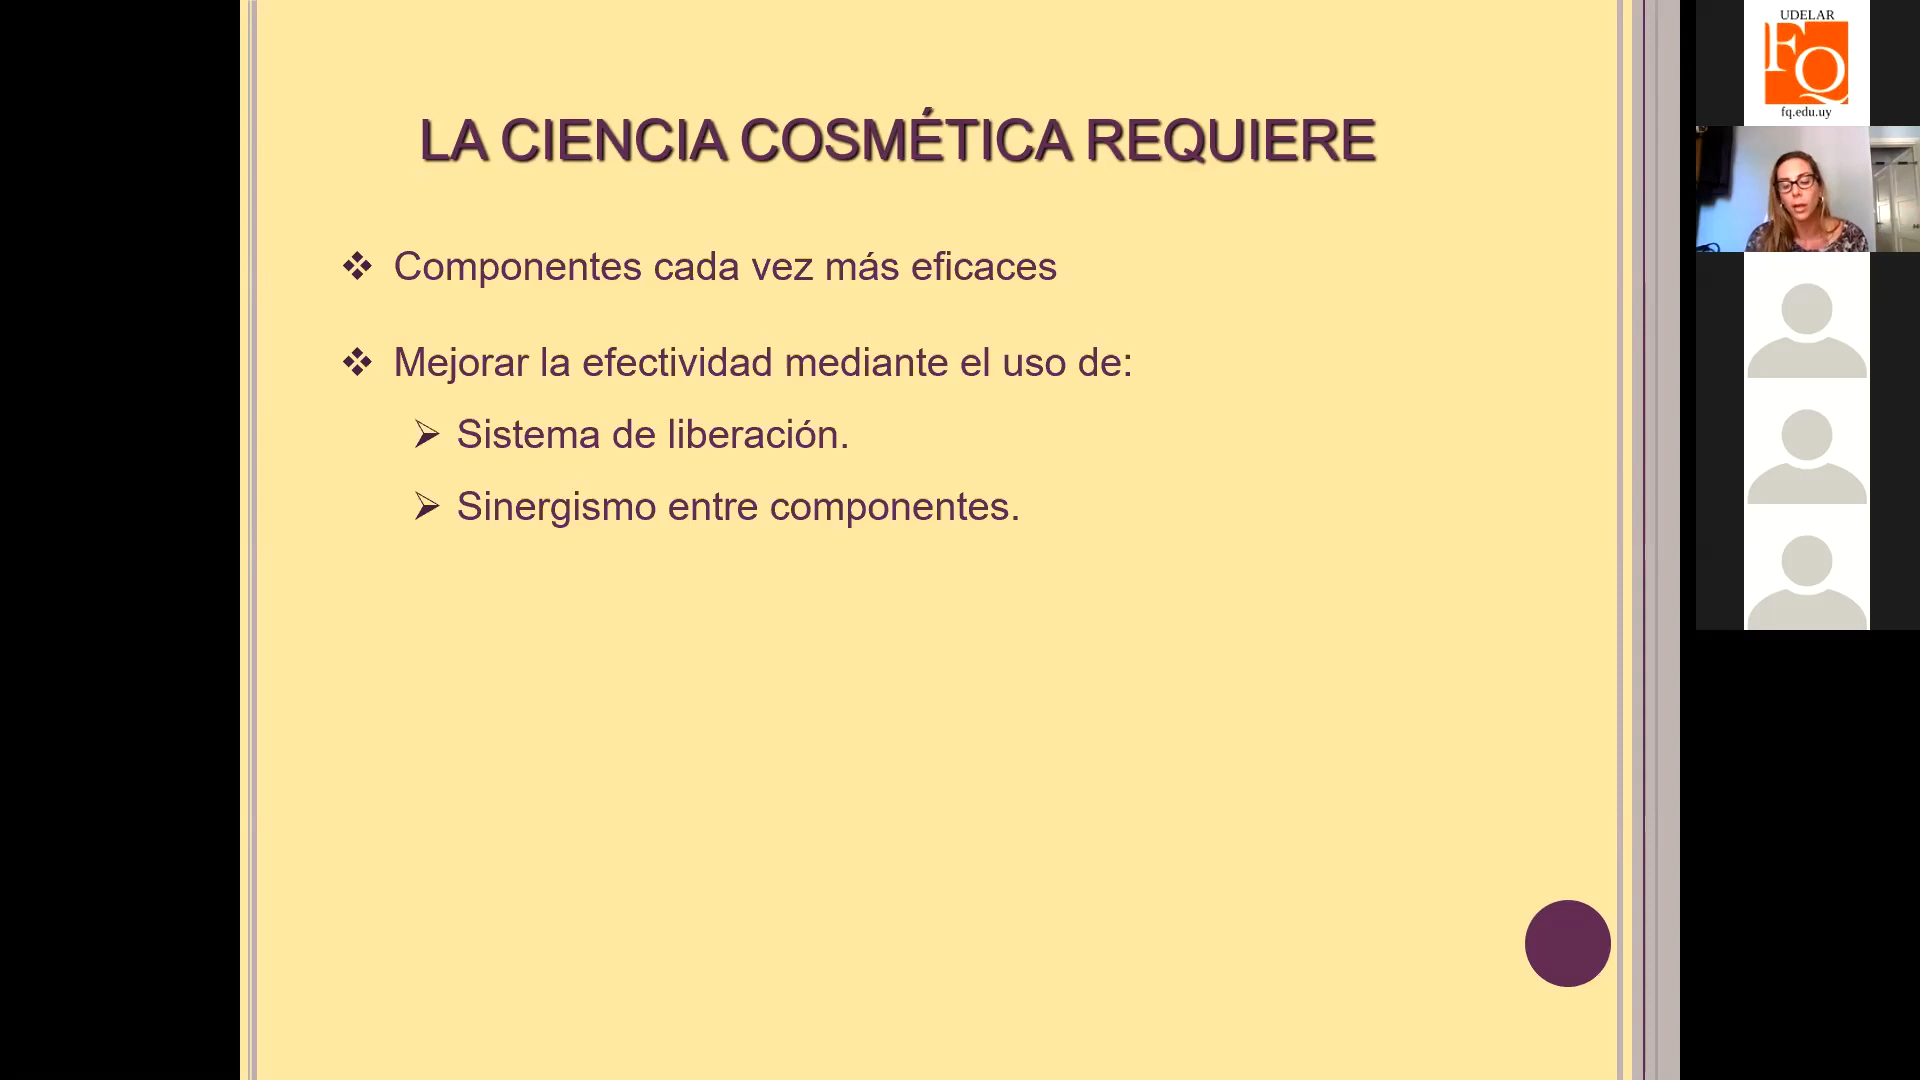 LA CIENCIA COSMÉTICA REQUIERE
Componentes cada vez más eficaces
Mejorar la efectividad mediante el uso de:
Sistema de liberación.
Sinergismo entre componentes.
UDELAR
FQ
fq.edu.uy